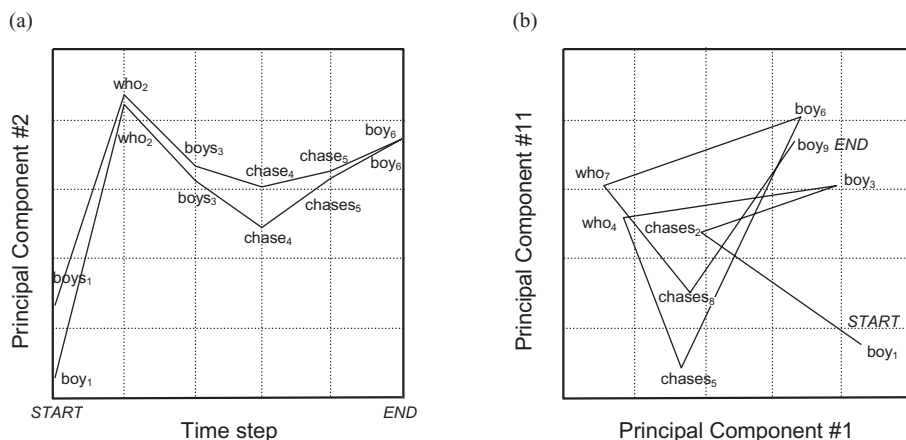 (a)
Principal Component #2
who₂
who₂
boys₃
boys₃
chase₄
chase₄
chase₅
chases₅
boy₆
boy₆
boys₁
boy₁
START
END
Time step
(b)
Principal Component #11
boy₆
boy₉ END
who₇
boy₃
who₄
chases₂
chases₈
START
boy₁
chases₅
Principal Component #1